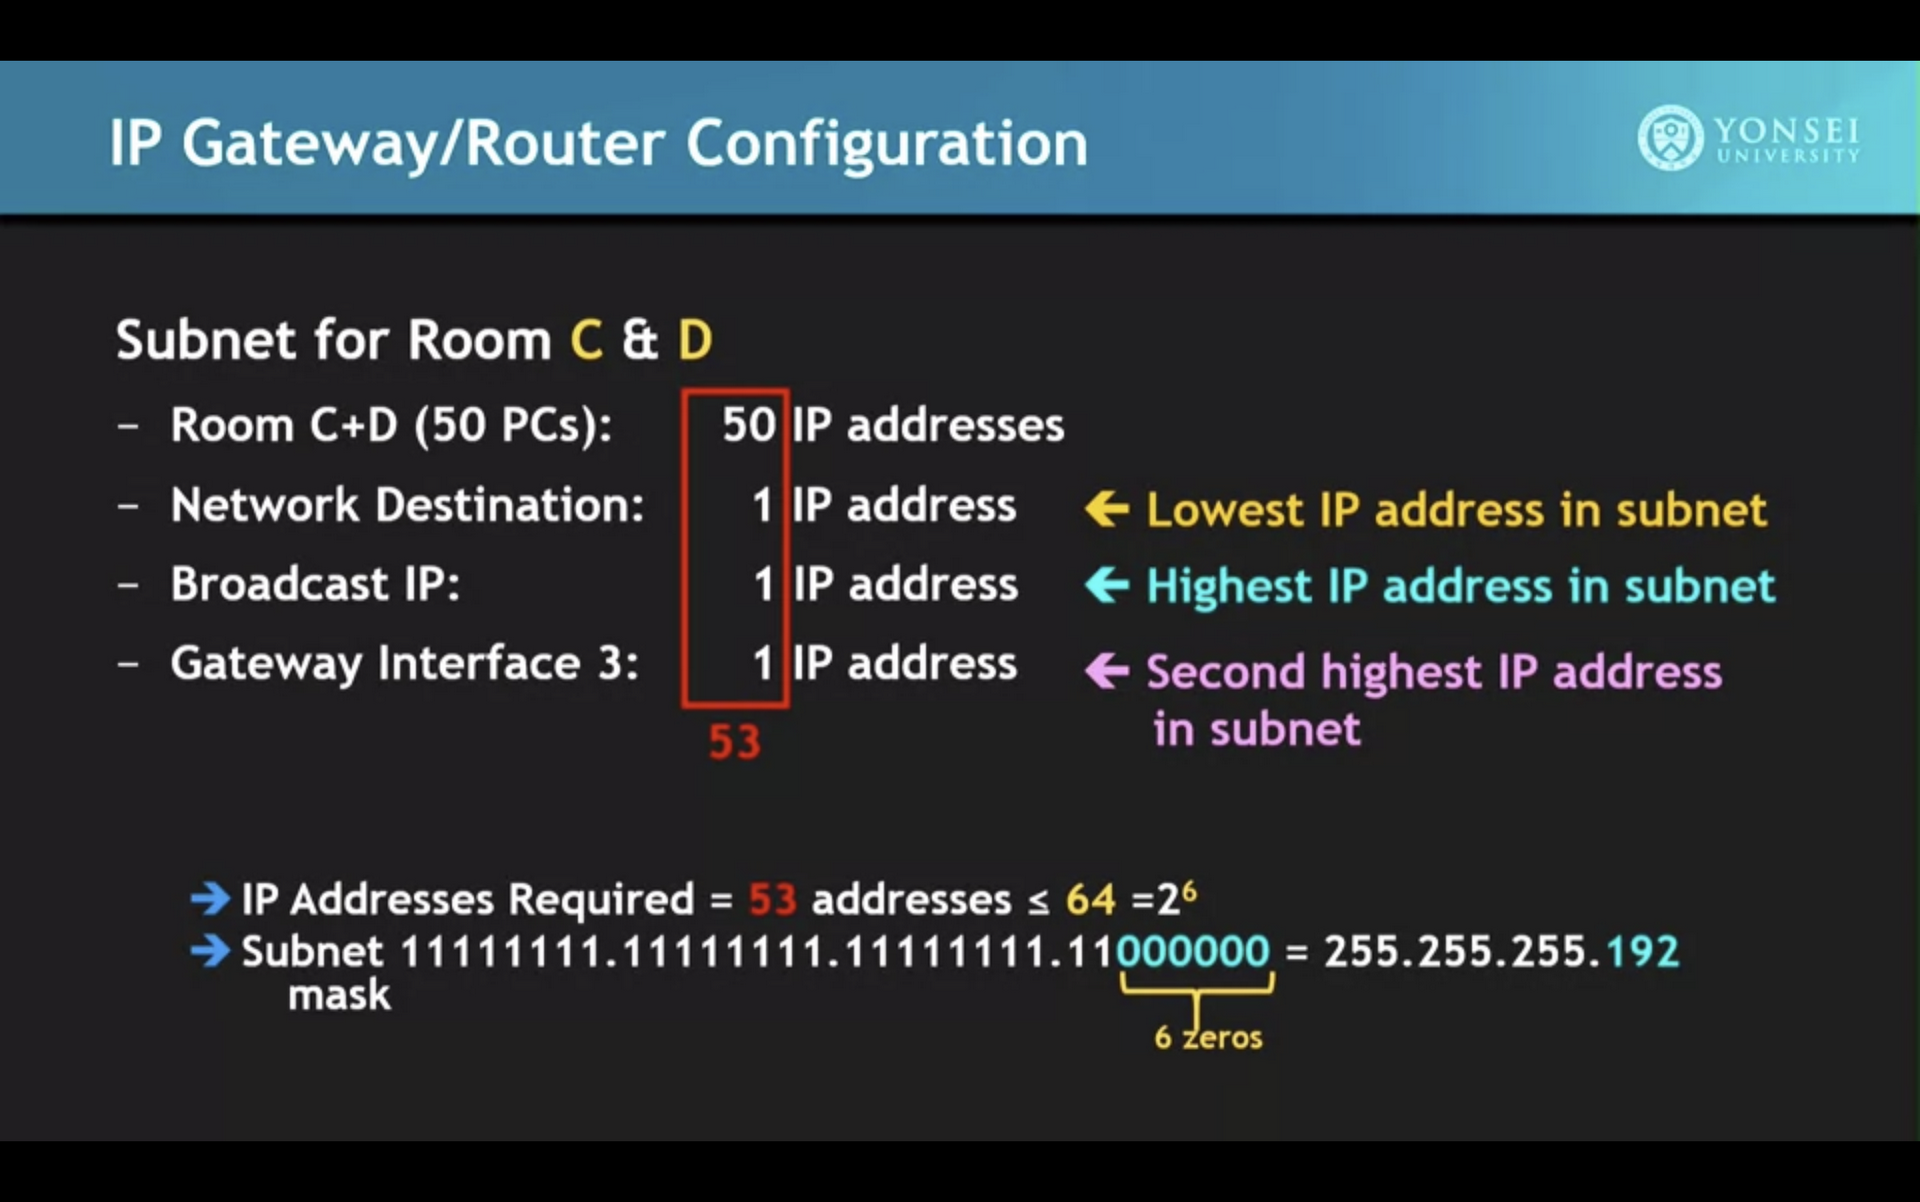 IP Gateway/Router Configuration
YONSEI
UNIVERSITY
Subnet for Room C & D
– Room C+D (50 PCs): 50 IP addresses
– Network Destination: 1 IP address ← Lowest IP address in subnet
– Broadcast IP: 1 IP address ← Highest IP address in subnet
– Gateway Interface 3: 1 IP address ← Second highest IP address
in subnet
53
→ IP Addresses Required = 53 addresses ≤ 64 =2⁶
→ Subnet 11111111.11111111.11111111.11000000 = 255.255.255.192
mask
6 zeros